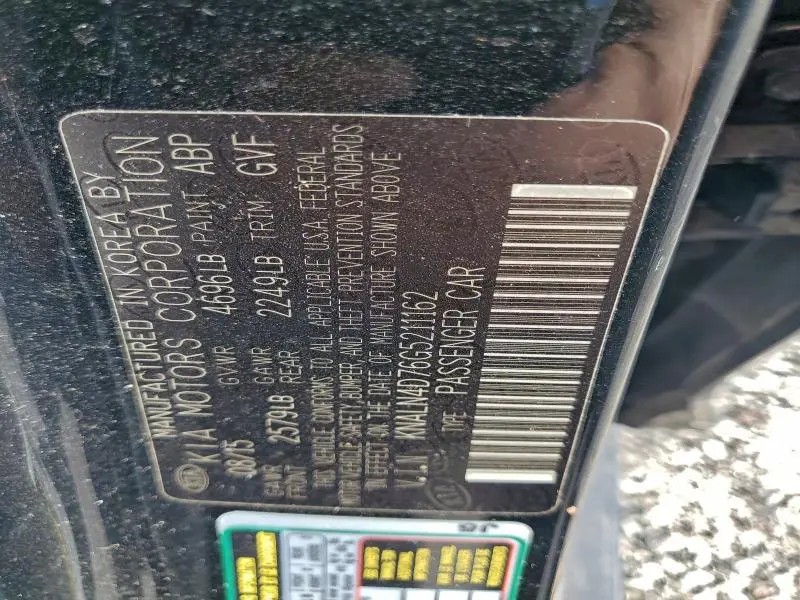 MANUFACTURED IN KOREA BY
KIA MOTORS CORPORATION
08/15 GVWR 4696LB PAINT ABP
GAWR FRONT 2579LB GAWR REAR 2249LB TRIM GVF
THIS VEHICLE CONFORMS TO ALL APPLICABLE U.S.A. FEDERAL
MOTOR VEHICLE SAFETY, BUMPER, AND THEFT PREVENTION STANDARDS
IN EFFECT ON THE DATE OF MANUFACTURE SHOWN ABOVE
V.I.N : KNALN4D76G5211162
TYPE : PASSENGER CAR